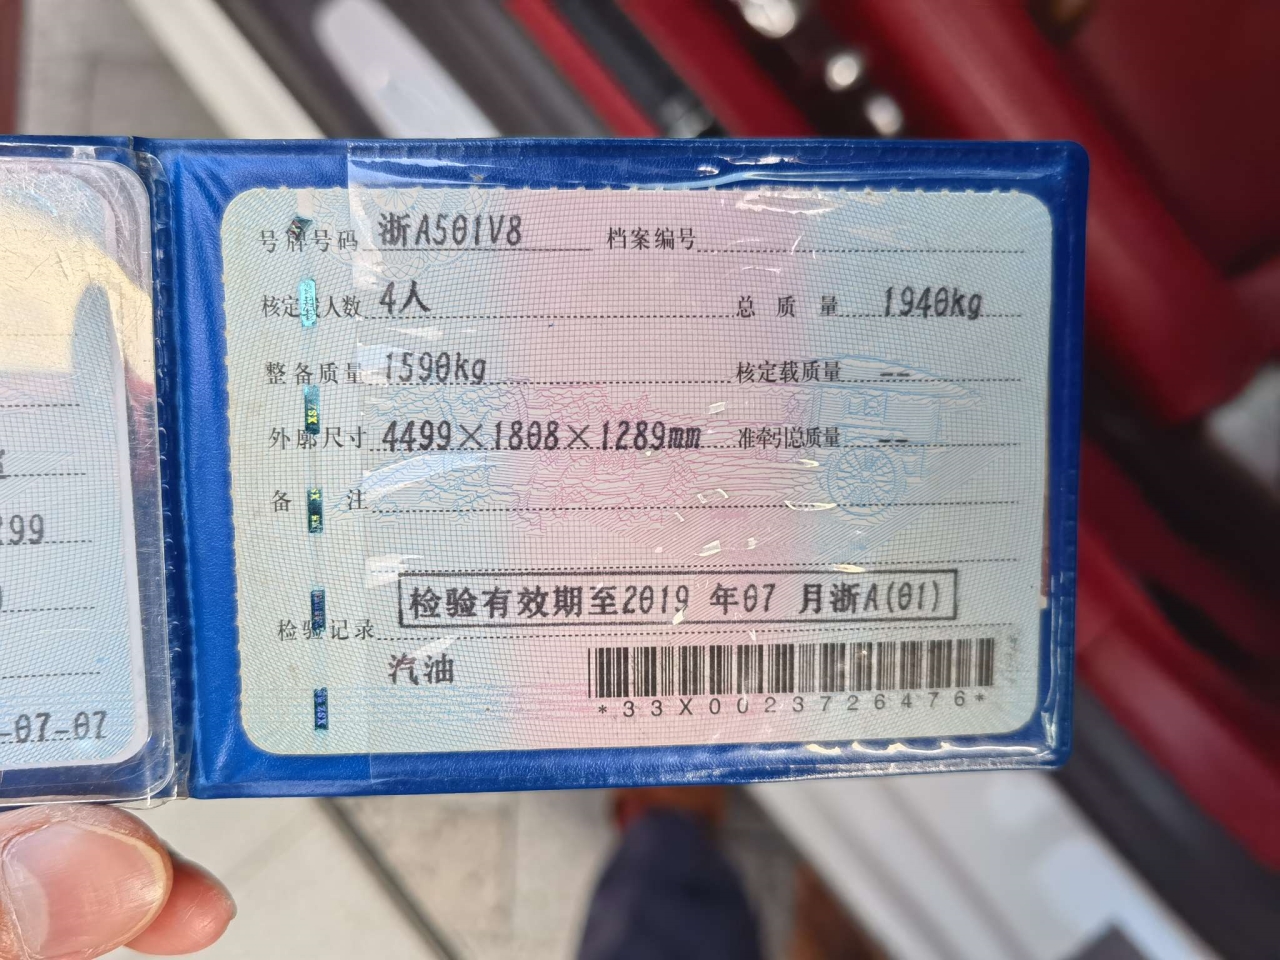 号牌号码 浙A501V8 档案编号
核定载人数 4人 总质量 1940kg
整备质量 1590kg 核定载质量 --
外廓尺寸 4499×1808×1289mm 准牵引总质量 --
备注
检验有效期至2019 年07 月浙A(01)
检验记录
汽油
*33X0023726476*
299
-07-07